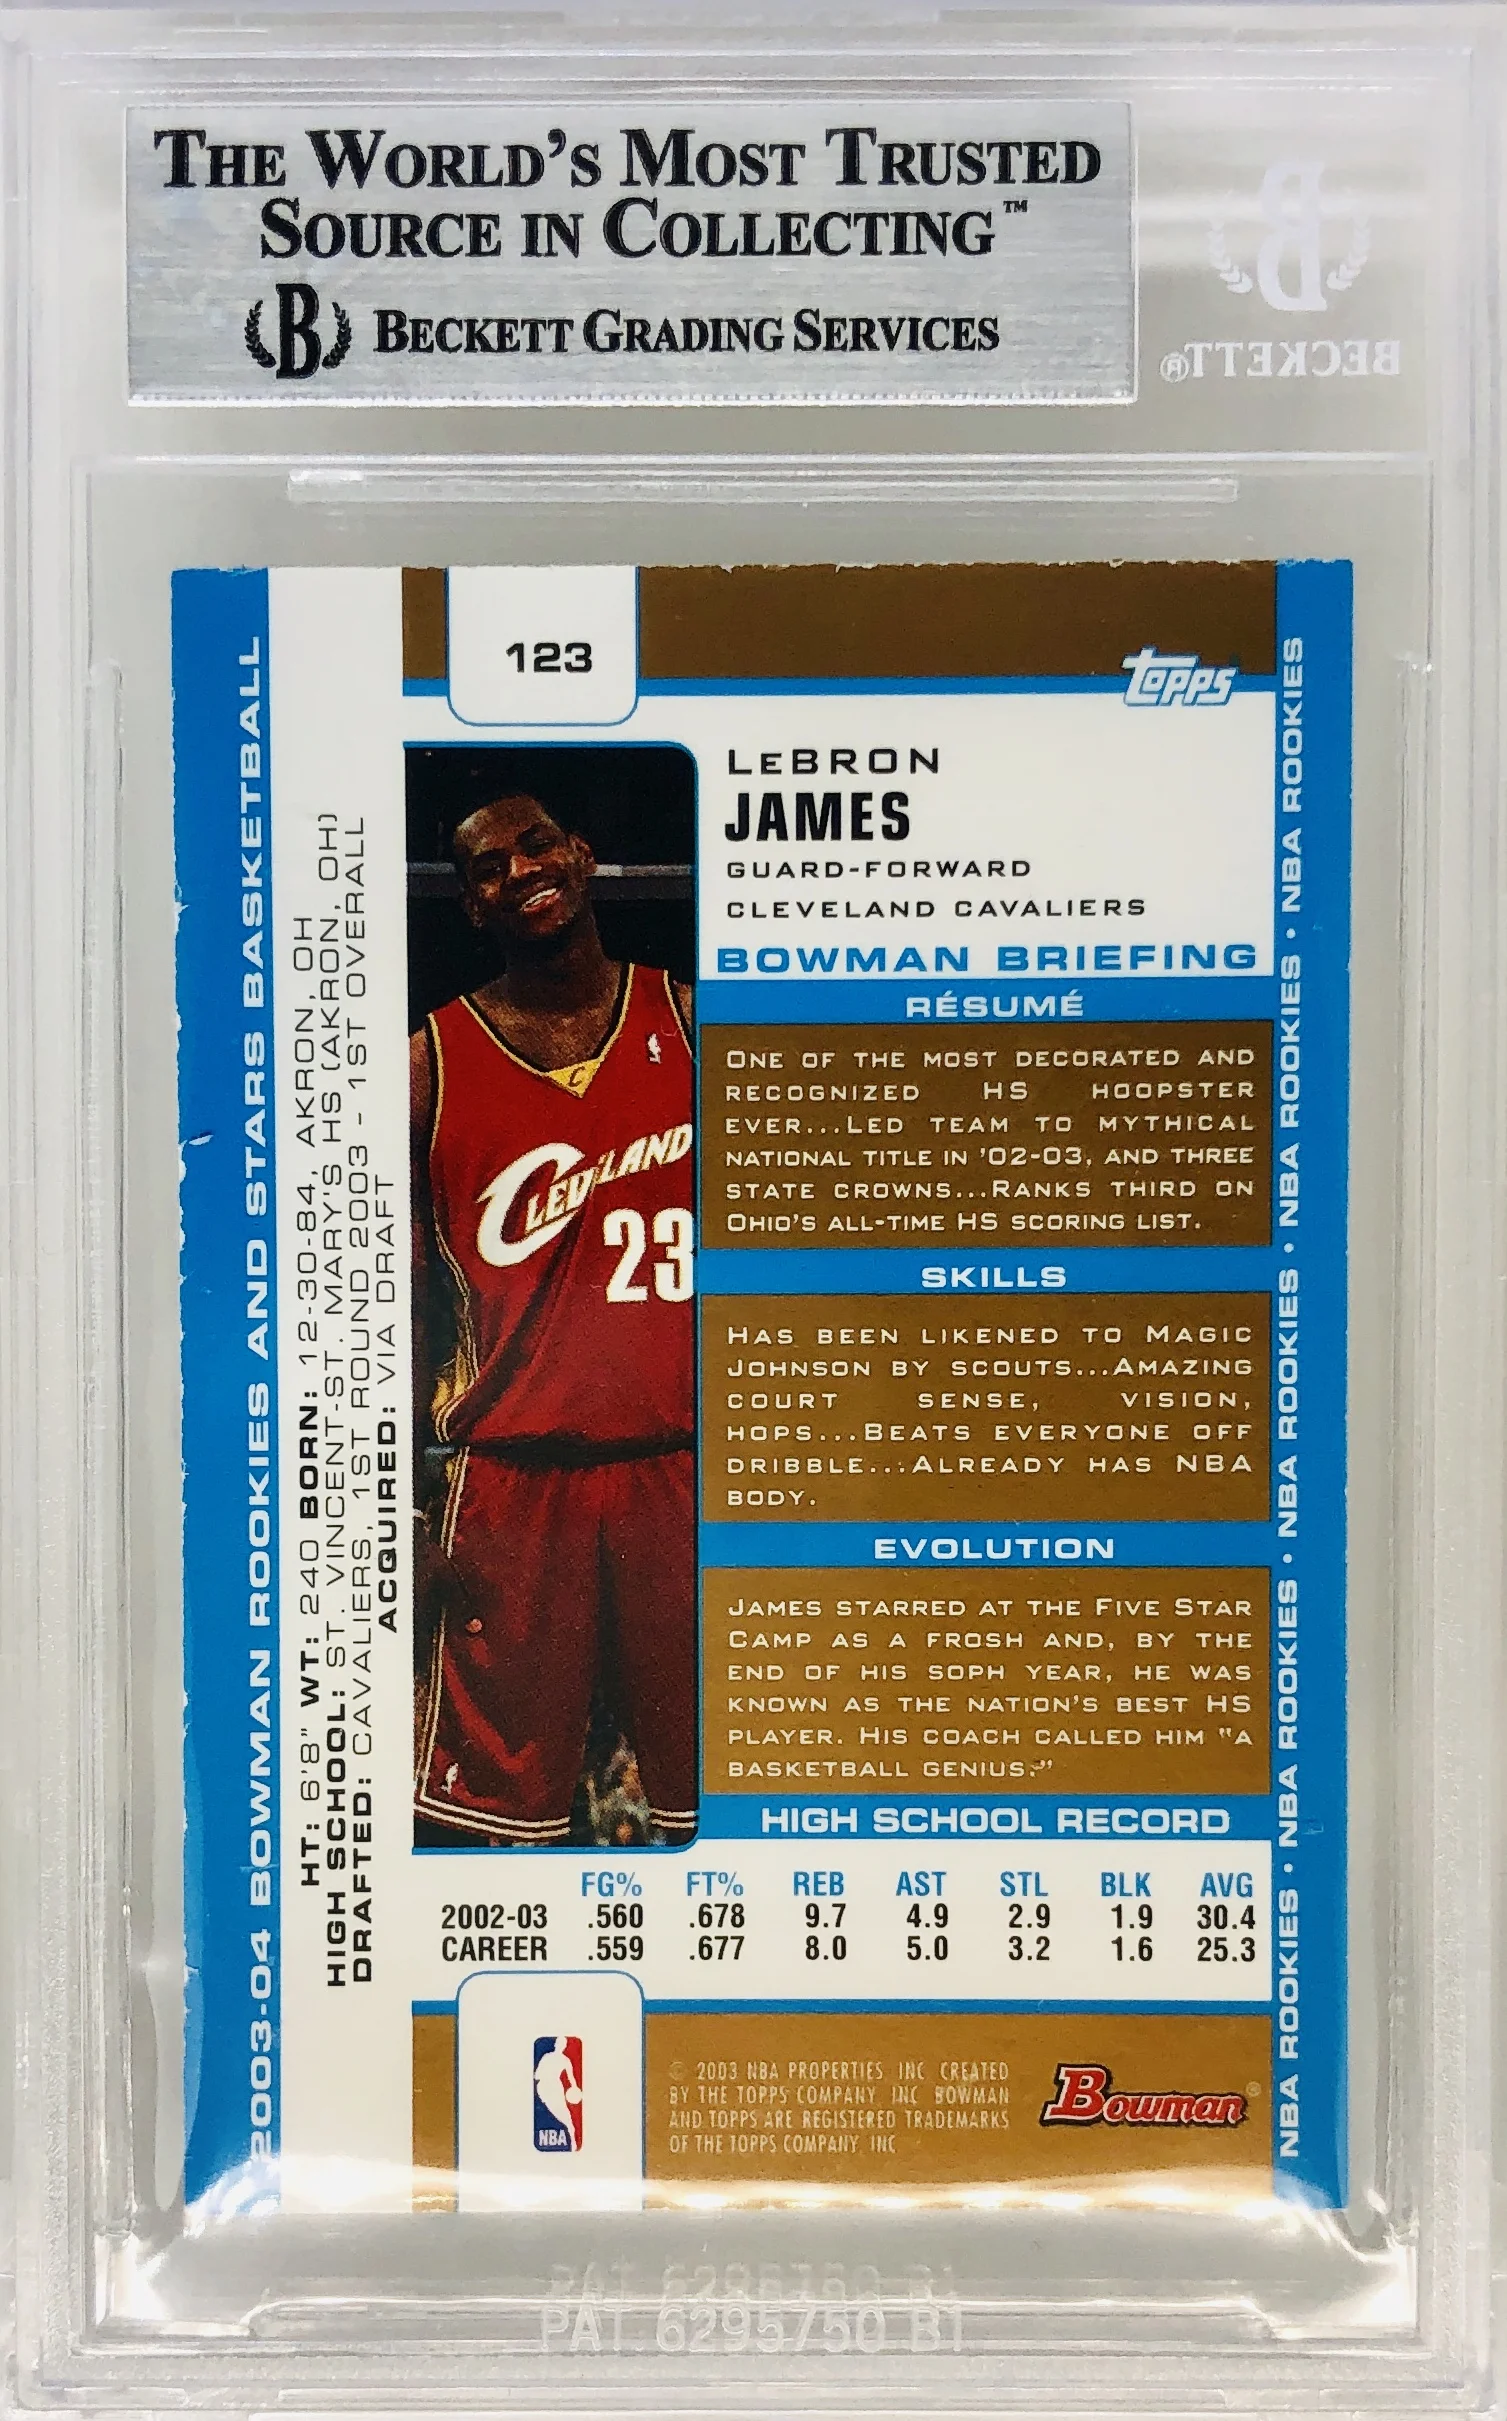 THE WORLD'S MOST TRUSTED
SOURCE IN COLLECTING™
B BECKETT GRADING SERVICES
B
BECKETT®
123
topps
2003-04 BOWMAN ROOKIES AND STARS BASKETBALL
HT: 6'8" WT: 240 BORN: 12-30-84, AKRON, OH
HIGH SCHOOL: ST. VINCENT-ST. MARY'S HS (AKRON, OH)
DRAFTED: CAVALIERS, 1ST ROUND 2003 - 1ST OVERALL
ACQUIRED: VIA DRAFT
C
CLEVELAND
23
LEBRON
JAMES
GUARD-FORWARD
CLEVELAND CAVALIERS
BOWMAN BRIEFING
RÉSUMÉ
ONE OF THE MOST DECORATED AND
RECOGNIZED HS HOOPSTER
EVER...LED TEAM TO MYTHICAL
NATIONAL TITLE IN '02-03, AND THREE
STATE CROWNS...RANKS THIRD ON
OHIO'S ALL-TIME HS SCORING LIST.
SKILLS
HAS BEEN LIKENED TO MAGIC
JOHNSON BY SCOUTS...AMAZING
COURT SENSE, VISION,
HOPS...BEATS EVERYONE OFF
DRIBBLE...ALREADY HAS NBA
BODY.
EVOLUTION
JAMES STARRED AT THE FIVE STAR
CAMP AS A FROSH AND, BY THE
END OF HIS SOPH YEAR, HE WAS
KNOWN AS THE NATION'S BEST HS
PLAYER. HIS COACH CALLED HIM "A
BASKETBALL GENIUS."
HIGH SCHOOL RECORD
FG% FT% REB AST STL BLK AVG
2002-03 .560 .678 9.7 4.9 2.9 1.9 30.4
CAREER .559 .677 8.0 5.0 3.2 1.6 25.3
NBA
© 2003 NBA PROPERTIES, INC. CREATED
BY THE TOPPS COMPANY, INC. BOWMAN
AND TOPPS ARE REGISTERED TRADEMARKS
OF THE TOPPS COMPANY, INC.
Bowman®
NBA ROOKIES • NBA ROOKIES • NBA ROOKIES • NBA ROOKIES • NBA ROOKIES
PAT. 6295750 B1